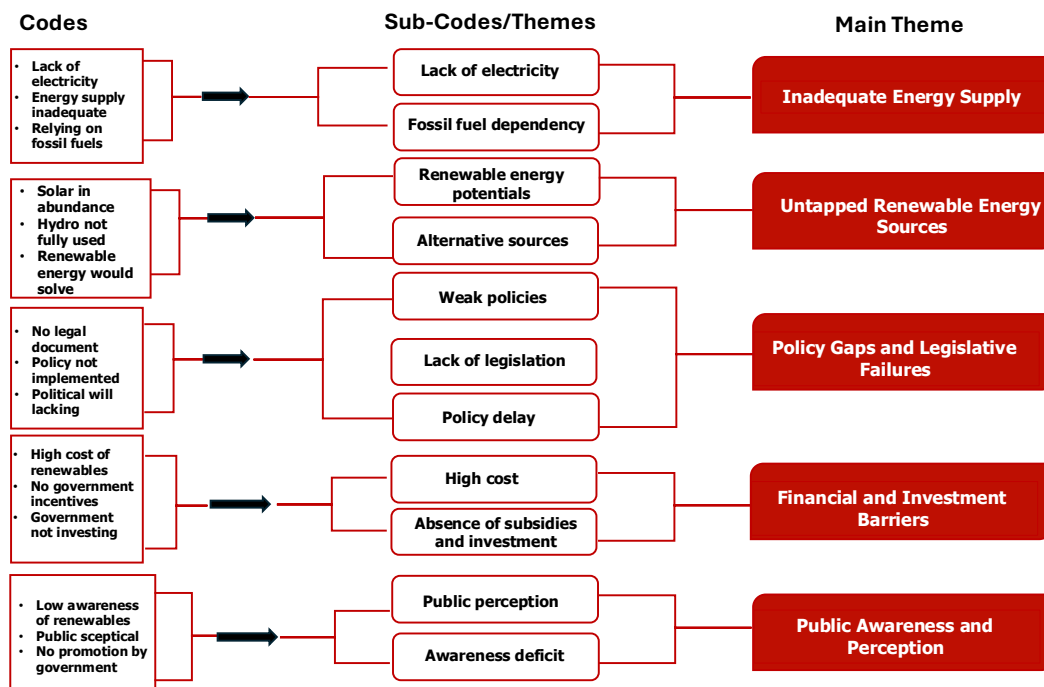 Codes
Sub-Codes/Themes
Main Theme
• Lack of
electricity
• Energy supply
inadequate
• Relying on
fossil fuels
Lack of electricity
Fossil fuel dependency
Inadequate Energy Supply
• Solar in
abundance
• Hydro not
fully used
• Renewable
energy would
solve
Renewable energy
potentials
Alternative sources
Untapped Renewable Energy
Sources
• No legal
document
• Policy not
implemented
• Political will
lacking
Weak policies
Lack of legislation
Policy delay
Policy Gaps and Legislative
Failures
• High cost of
renewables
• No government
incentives
• Government
not investing
High cost
Absence of subsidies
and investment
Financial and Investment
Barriers
• Low awareness
of renewables
• Public sceptical
• No promotion by
government
Public perception
Awareness deficit
Public Awareness and
Perception